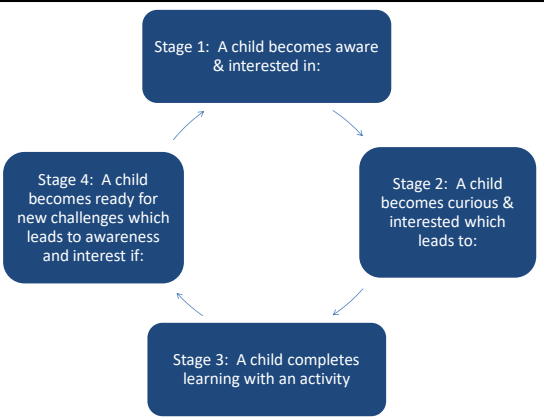 Stage 1:  A child becomes aware
& interested in:
Stage 2:  A child
becomes curious &
interested which
leads to:
Stage 3:  A child completes
learning with an activity
Stage 4:  A child
becomes ready for
new challenges which
leads to awareness
and interest if: